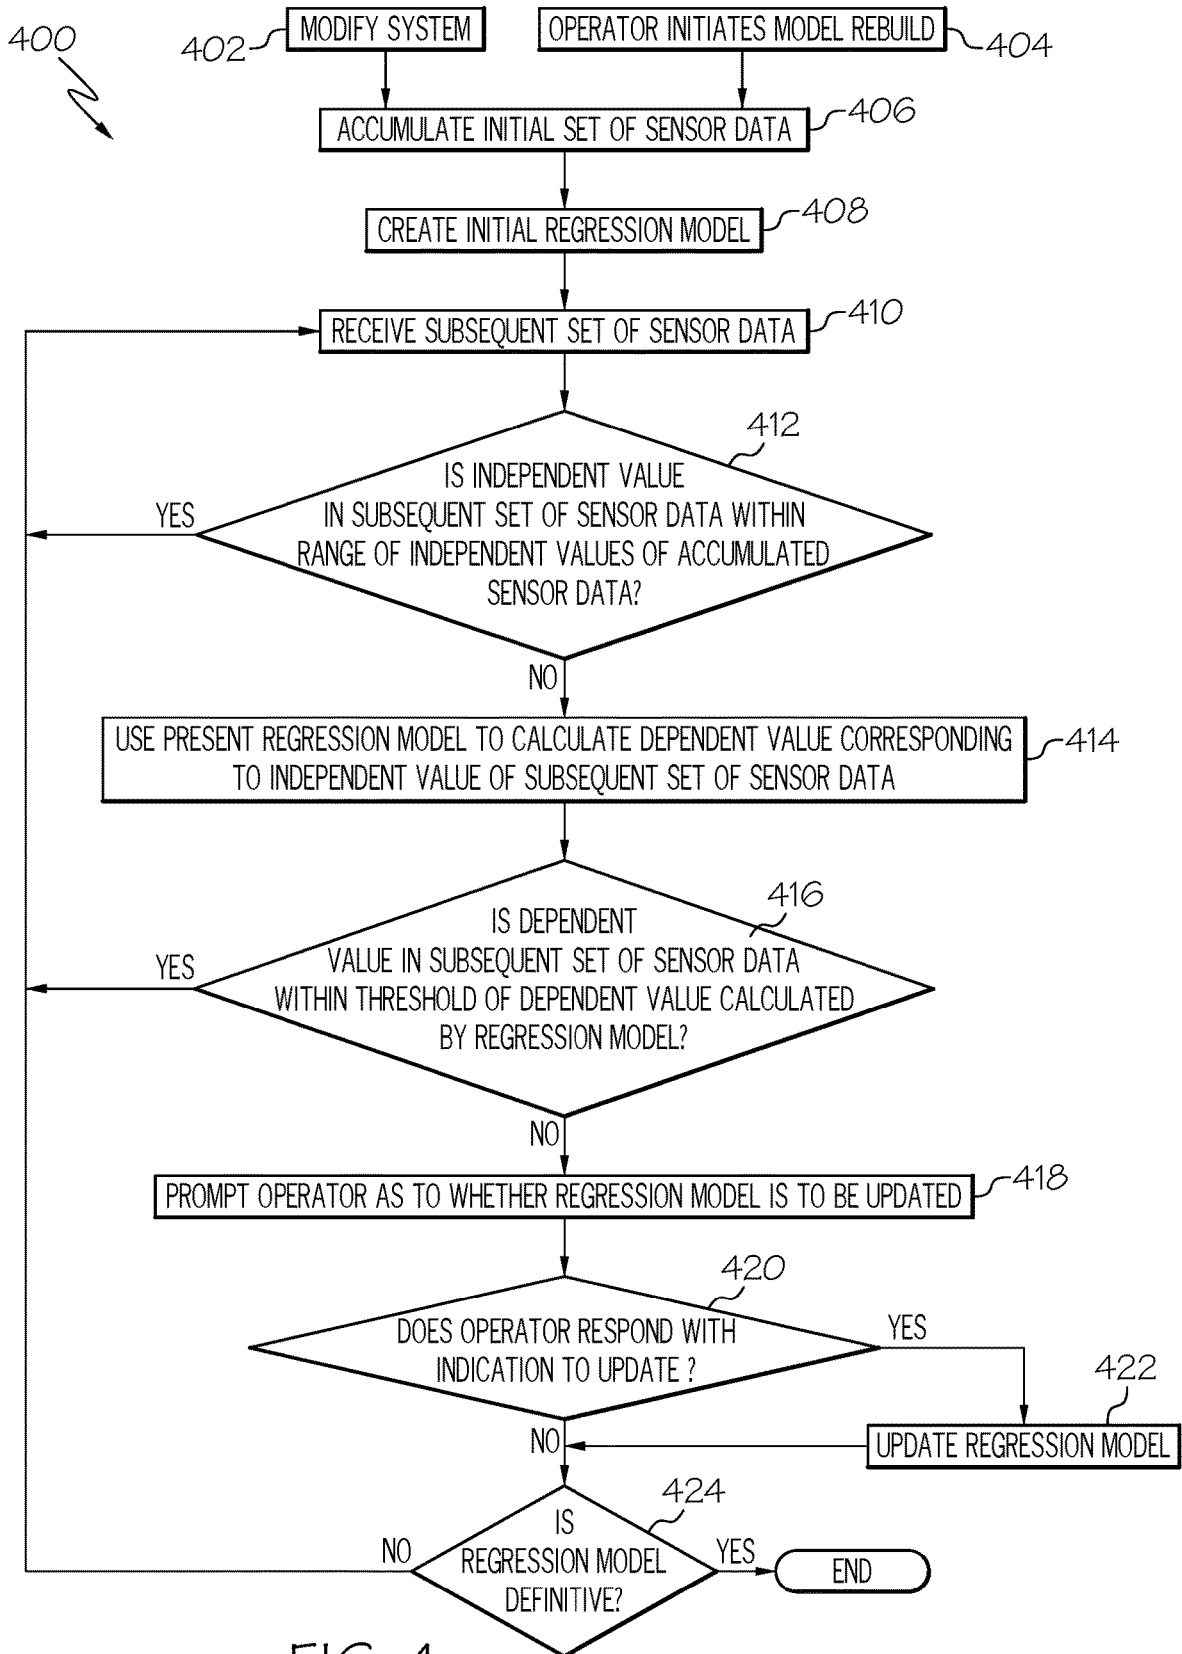 400
402
MODIFY SYSTEM
OPERATOR INITIATES MODEL REBUILD
404
ACCUMULATE INITIAL SET OF SENSOR DATA
406
CREATE INITIAL REGRESSION MODEL
408
RECEIVE SUBSEQUENT SET OF SENSOR DATA
410
412
IS INDEPENDENT VALUE
IN SUBSEQUENT SET OF SENSOR DATA WITHIN
RANGE OF INDEPENDENT VALUES OF ACCUMULATED
SENSOR DATA?
YES
NO
USE PRESENT REGRESSION MODEL TO CALCULATE DEPENDENT VALUE CORRESPONDING
TO INDEPENDENT VALUE OF SUBSEQUENT SET OF SENSOR DATA
414
416
IS DEPENDENT
VALUE IN SUBSEQUENT SET OF SENSOR DATA
WITHIN THRESHOLD OF DEPENDENT VALUE CALCULATED
BY REGRESSION MODEL?
YES
NO
PROMPT OPERATOR AS TO WHETHER REGRESSION MODEL IS TO BE UPDATED
418
420
DOES OPERATOR RESPOND WITH
INDICATION TO UPDATE ?
YES
422
UPDATE REGRESSION MODEL
NO
424
IS
REGRESSION MODEL
DEFINITIVE?
NO
YES
END